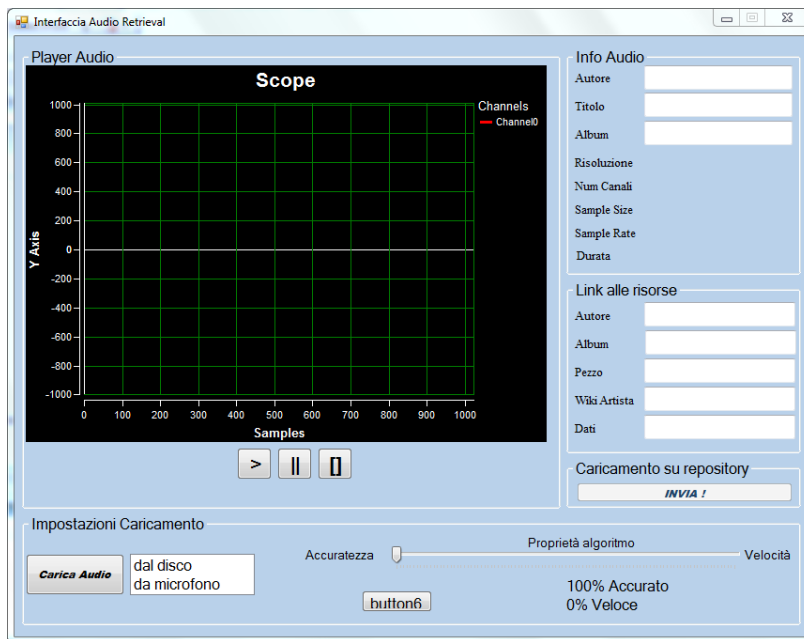 Interfaccia Audio Retrieval
Player Audio
Scope
Channels
Channel0
1000
800
600
400
200
0
-200
-400
-600
-800
-1000
Y Axis
0 100 200 300 400 500 600 700 800 900 1000
Samples
> || []
Info Audio
Autore
Titolo
Album
Risoluzione
Num Canali
Sample Size
Sample Rate
Durata
Link alle risorse
Autore
Album
Pezzo
Wiki Artista
Dati
Caricamento su repository
INVIA !
Impostazioni Caricamento
Carica Audio
dal disco
da microfono
Proprietà algoritmo
Accuratezza
Velocità
button6
100% Accurato
0% Veloce